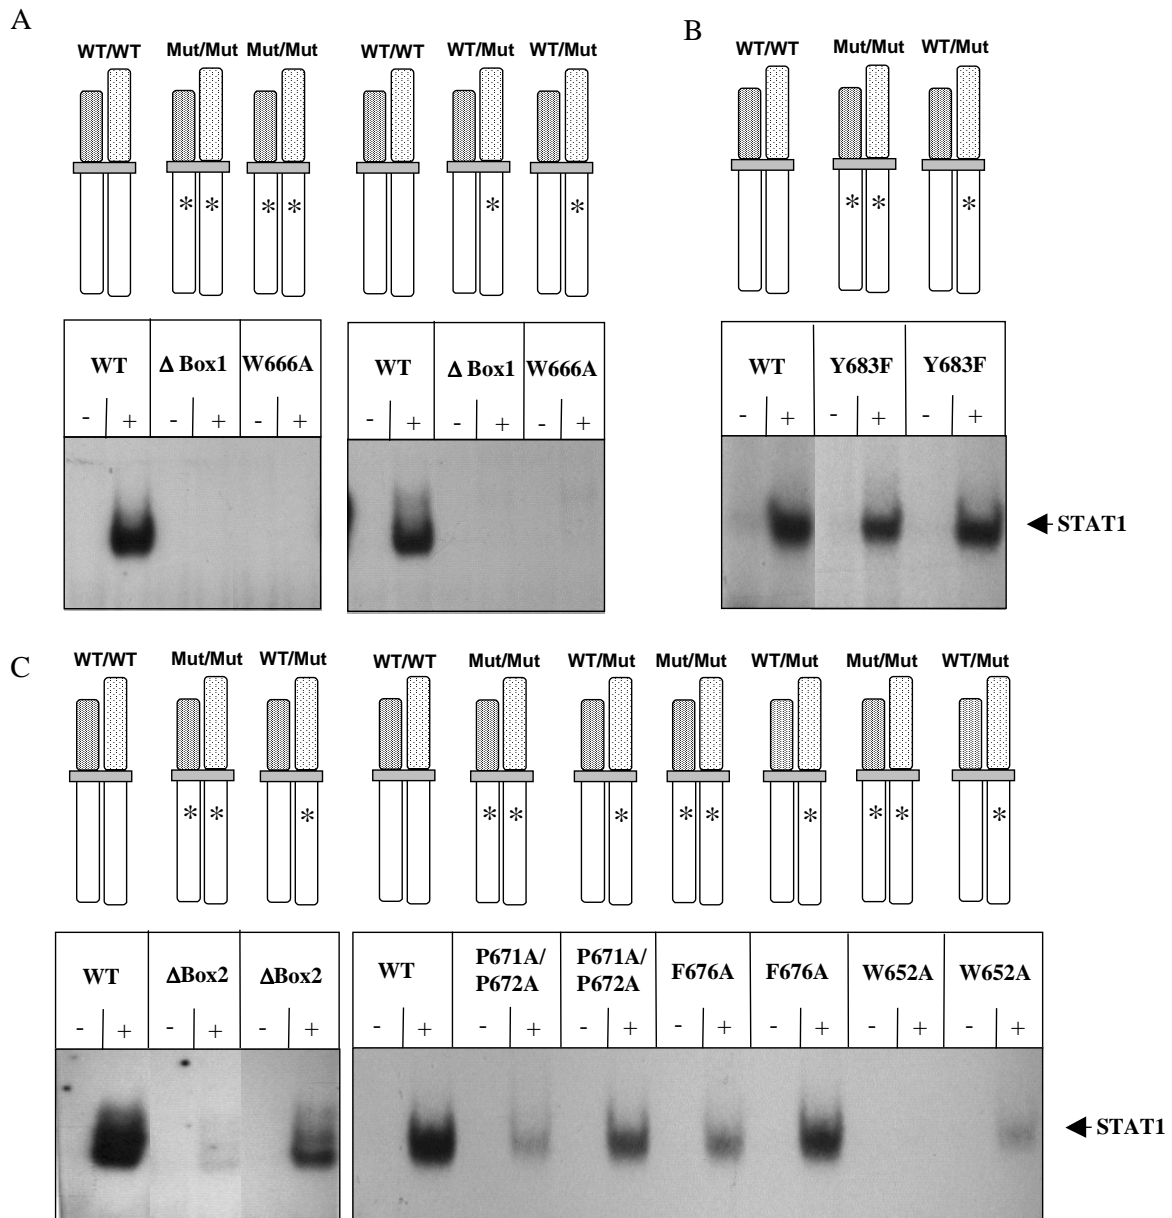 A
WT/WT Mut/Mut Mut/Mut WT/WT WT/Mut WT/Mut
* * * * * *
WT Δ Box1 W666A WT Δ Box1 W666A
- + - + - + - + - + - +
B
WT/WT Mut/Mut WT/Mut
* * *
WT Y683F Y683F
- + - + - +
STAT1
C
WT/WT Mut/Mut WT/Mut WT/WT Mut/Mut WT/Mut Mut/Mut WT/Mut Mut/Mut WT/Mut
* * * * * * * * * * * *
WT ΔBox2 ΔBox2 WT P671A/ P671A/ F676A F676A W652A W652A
P672A P672A
- + - + - + - + - + - + - + - + - + - +
STAT1